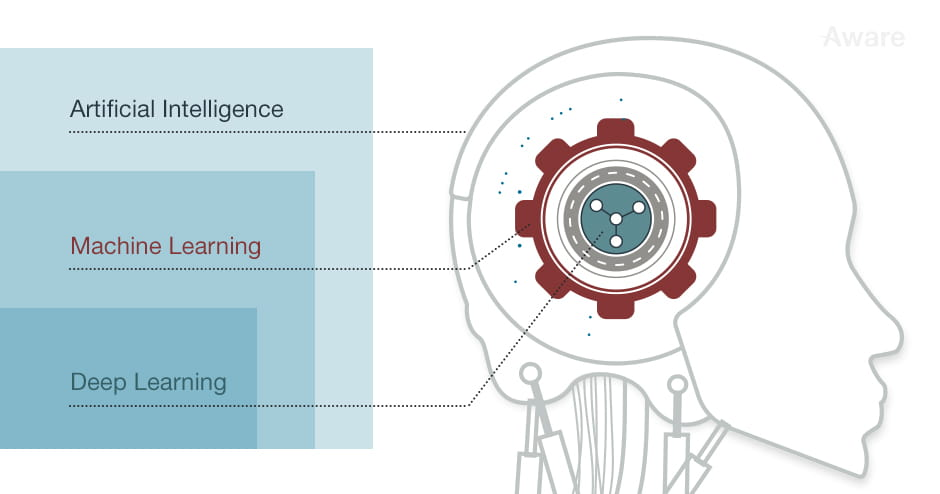 Aware
Artificial Intelligence
Machine Learning
Deep Learning